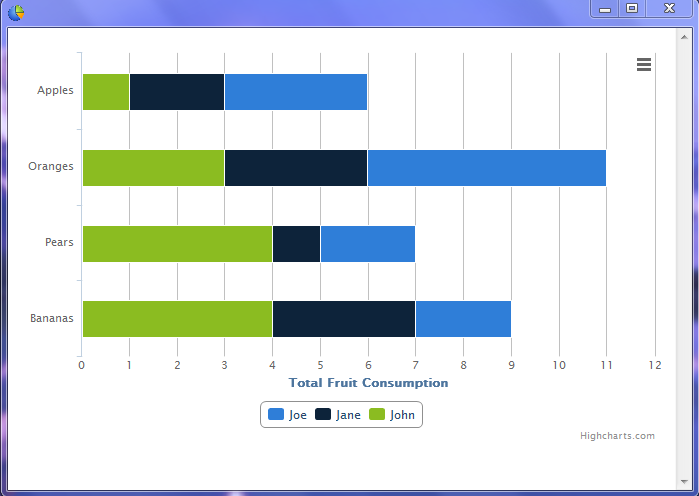 Apples
Oranges
Pears
Bananas
0 1 2 3 4 5 6 7 8 9 10 11 12
Total Fruit Consumption
Joe Jane John
Highcharts.com